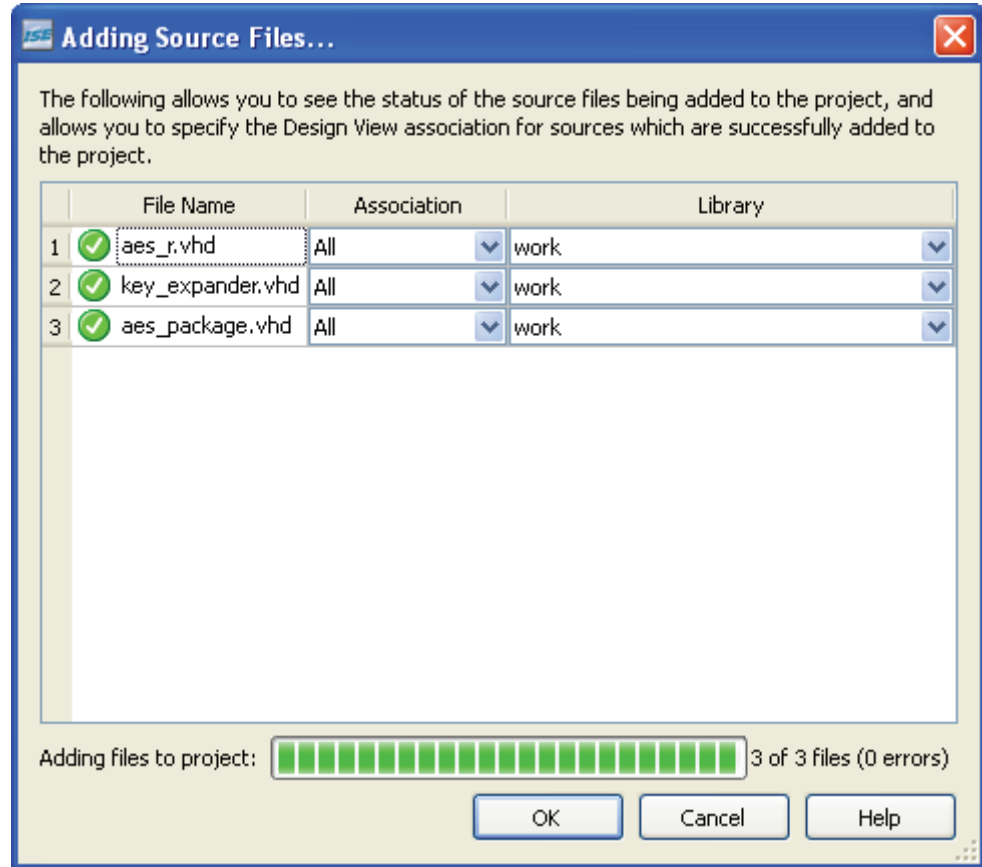 ISE Adding Source Files...
The following allows you to see the status of the source files being added to the project, and
allows you to specify the Design View association for sources which are successfully added to
the project.
File Name Association Library
1 aes_r.vhd All work
2 key_expander.vhd All work
3 aes_package.vhd All work
Adding files to project: 3 of 3 files (0 errors)
OK Cancel Help